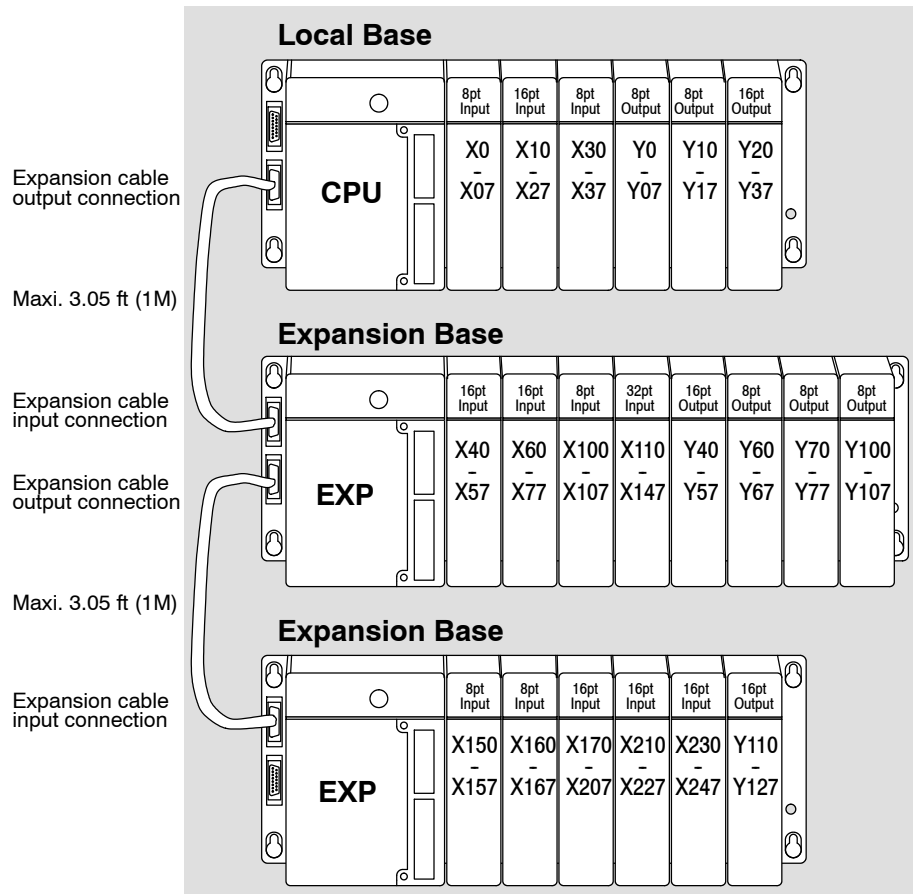 Local Base
8pt Input
16pt Input
8pt Input
8pt Output
8pt Output
16pt Output
X0 - X07
X10 - X27
X30 - X37
Y0 - Y07
Y10 - Y17
Y20 - Y37
CPU
Expansion cable
output connection
Maxi. 3.05 ft (1M)
Expansion Base
16pt Input
16pt Input
8pt Input
32pt Input
16pt Output
8pt Output
8pt Output
8pt Output
X40 - X57
X60 - X77
X100 - X107
X110 - X147
Y40 - Y57
Y60 - Y67
Y70 - Y77
Y100 - Y107
EXP
Expansion cable
input connection
Expansion cable
output connection
Maxi. 3.05 ft (1M)
Expansion Base
8pt Input
8pt Input
16pt Input
16pt Input
16pt Input
16pt Output
X150 - X157
X160 - X167
X170 - X207
X210 - X227
X230 - X247
Y110 - Y127
EXP
Expansion cable
input connection